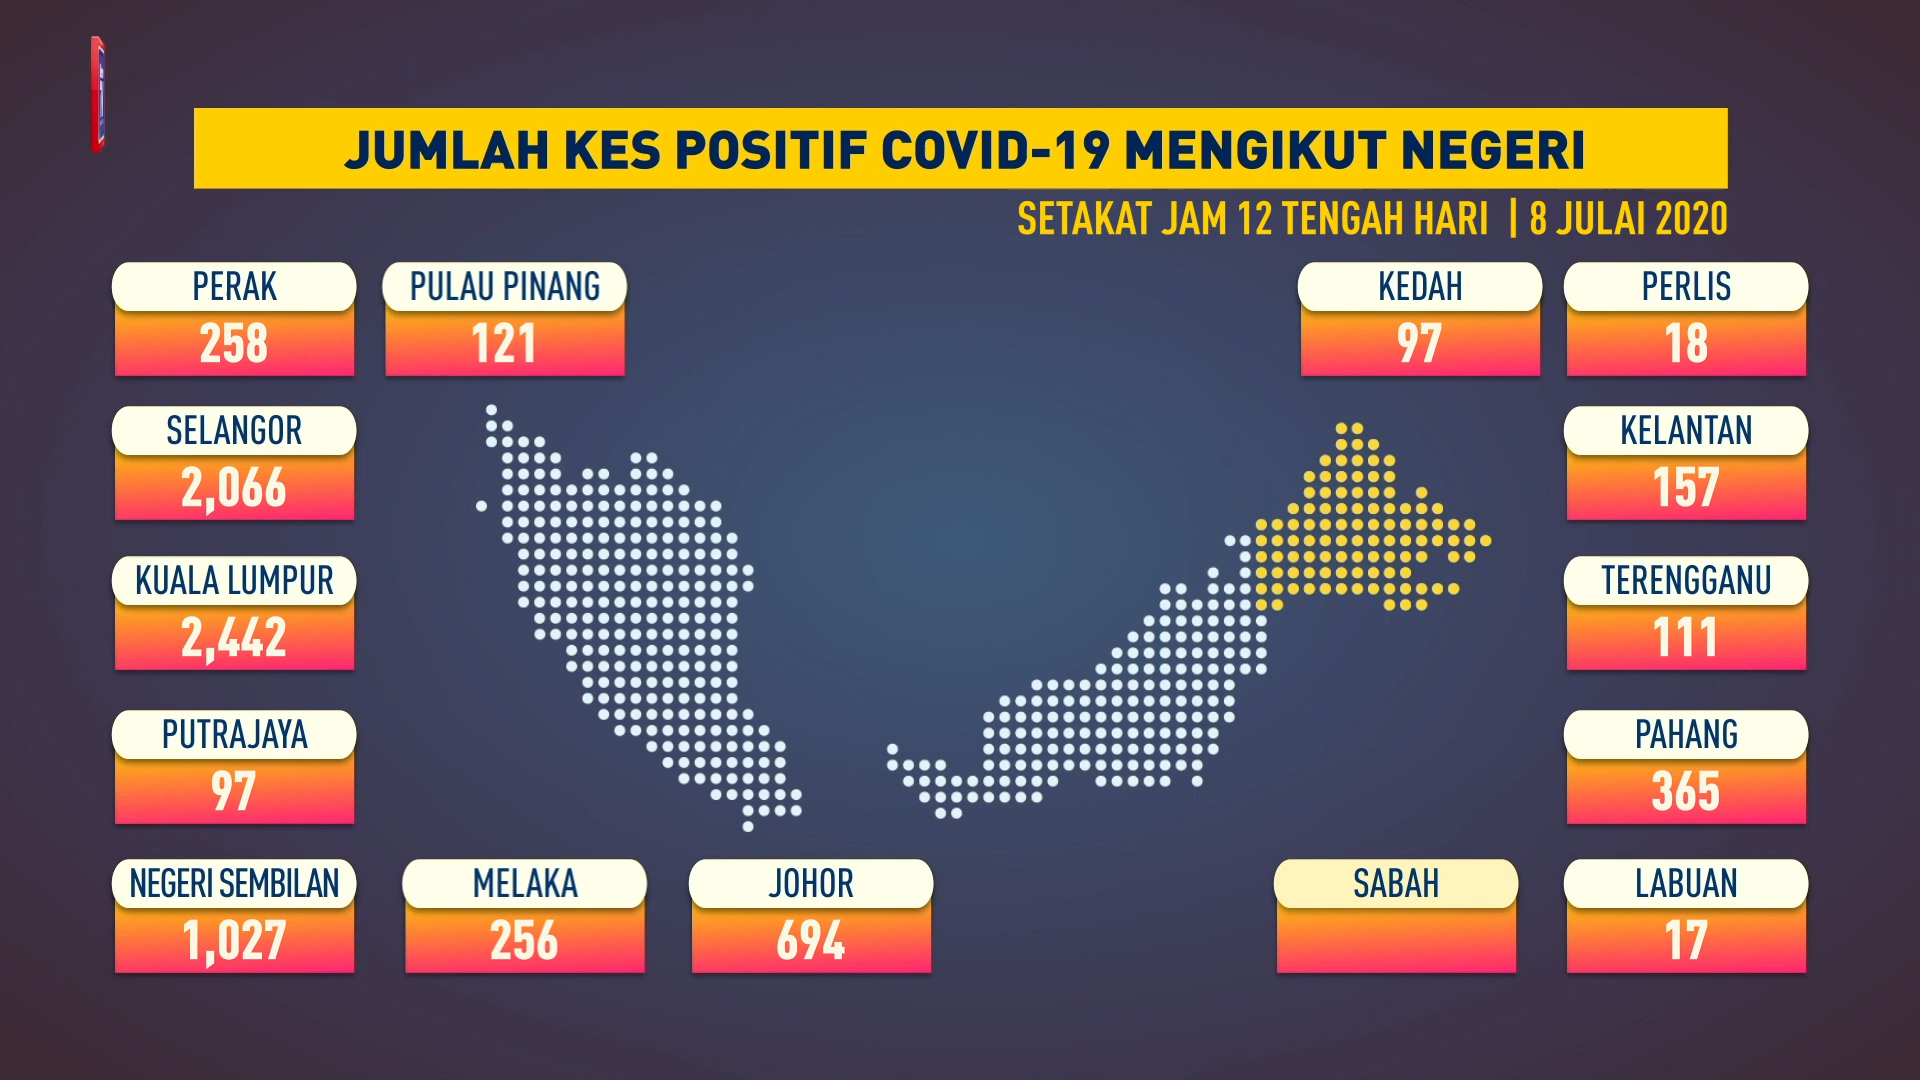 JUMLAH KES POSITIF COVID-19 MENGIKUT NEGERI
SETAKAT JAM 12 TENGAH HARI | 8 JULAI 2020
PERAK
258
PULAU PINANG
121
KEDAH
97
PERLIS
18
SELANGOR
2,066
KELANTAN
157
KUALA LUMPUR
2,442
TERENGGANU
111
PUTRAJAYA
97
PAHANG
365
NEGERI SEMBILAN
1,027
MELAKA
256
JOHOR
694
SABAH
LABUAN
17